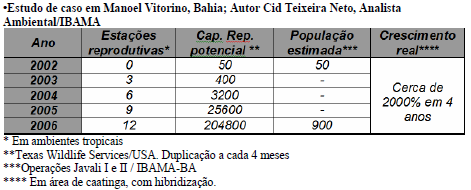 •Estudo de caso em Manoel Vitorino, Bahia; Autor Cid Teixeira Neto, Analista
Ambiental/IBAMA
Ano Estações reprodutivas* Cap. Rep. potencial ** População estimada*** Crescimento real****
2002 0 50 50
2003 3 400 -
2004 6 3200 -
2005 9 25600 -
2006 12 204800 900
Cerca de
2000% em 4
anos
* Em ambientes tropicais
**Texas Wildlife Services/USA. Duplicação a cada 4 meses
***Operações Javali I e II / IBAMA-BA
**** Em área de caatinga, com hibridização.